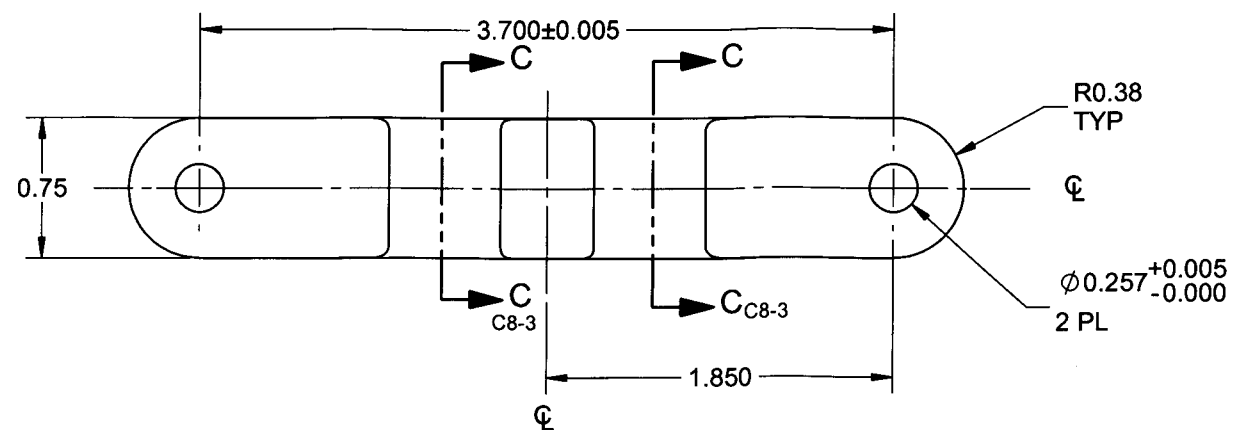 3.700±0.005
C
C
R0.38
TYP
0.75
℄
Ø0.257 +0.005
-0.000
2 PL
C
C8-3
C C8-3
1.850
℄